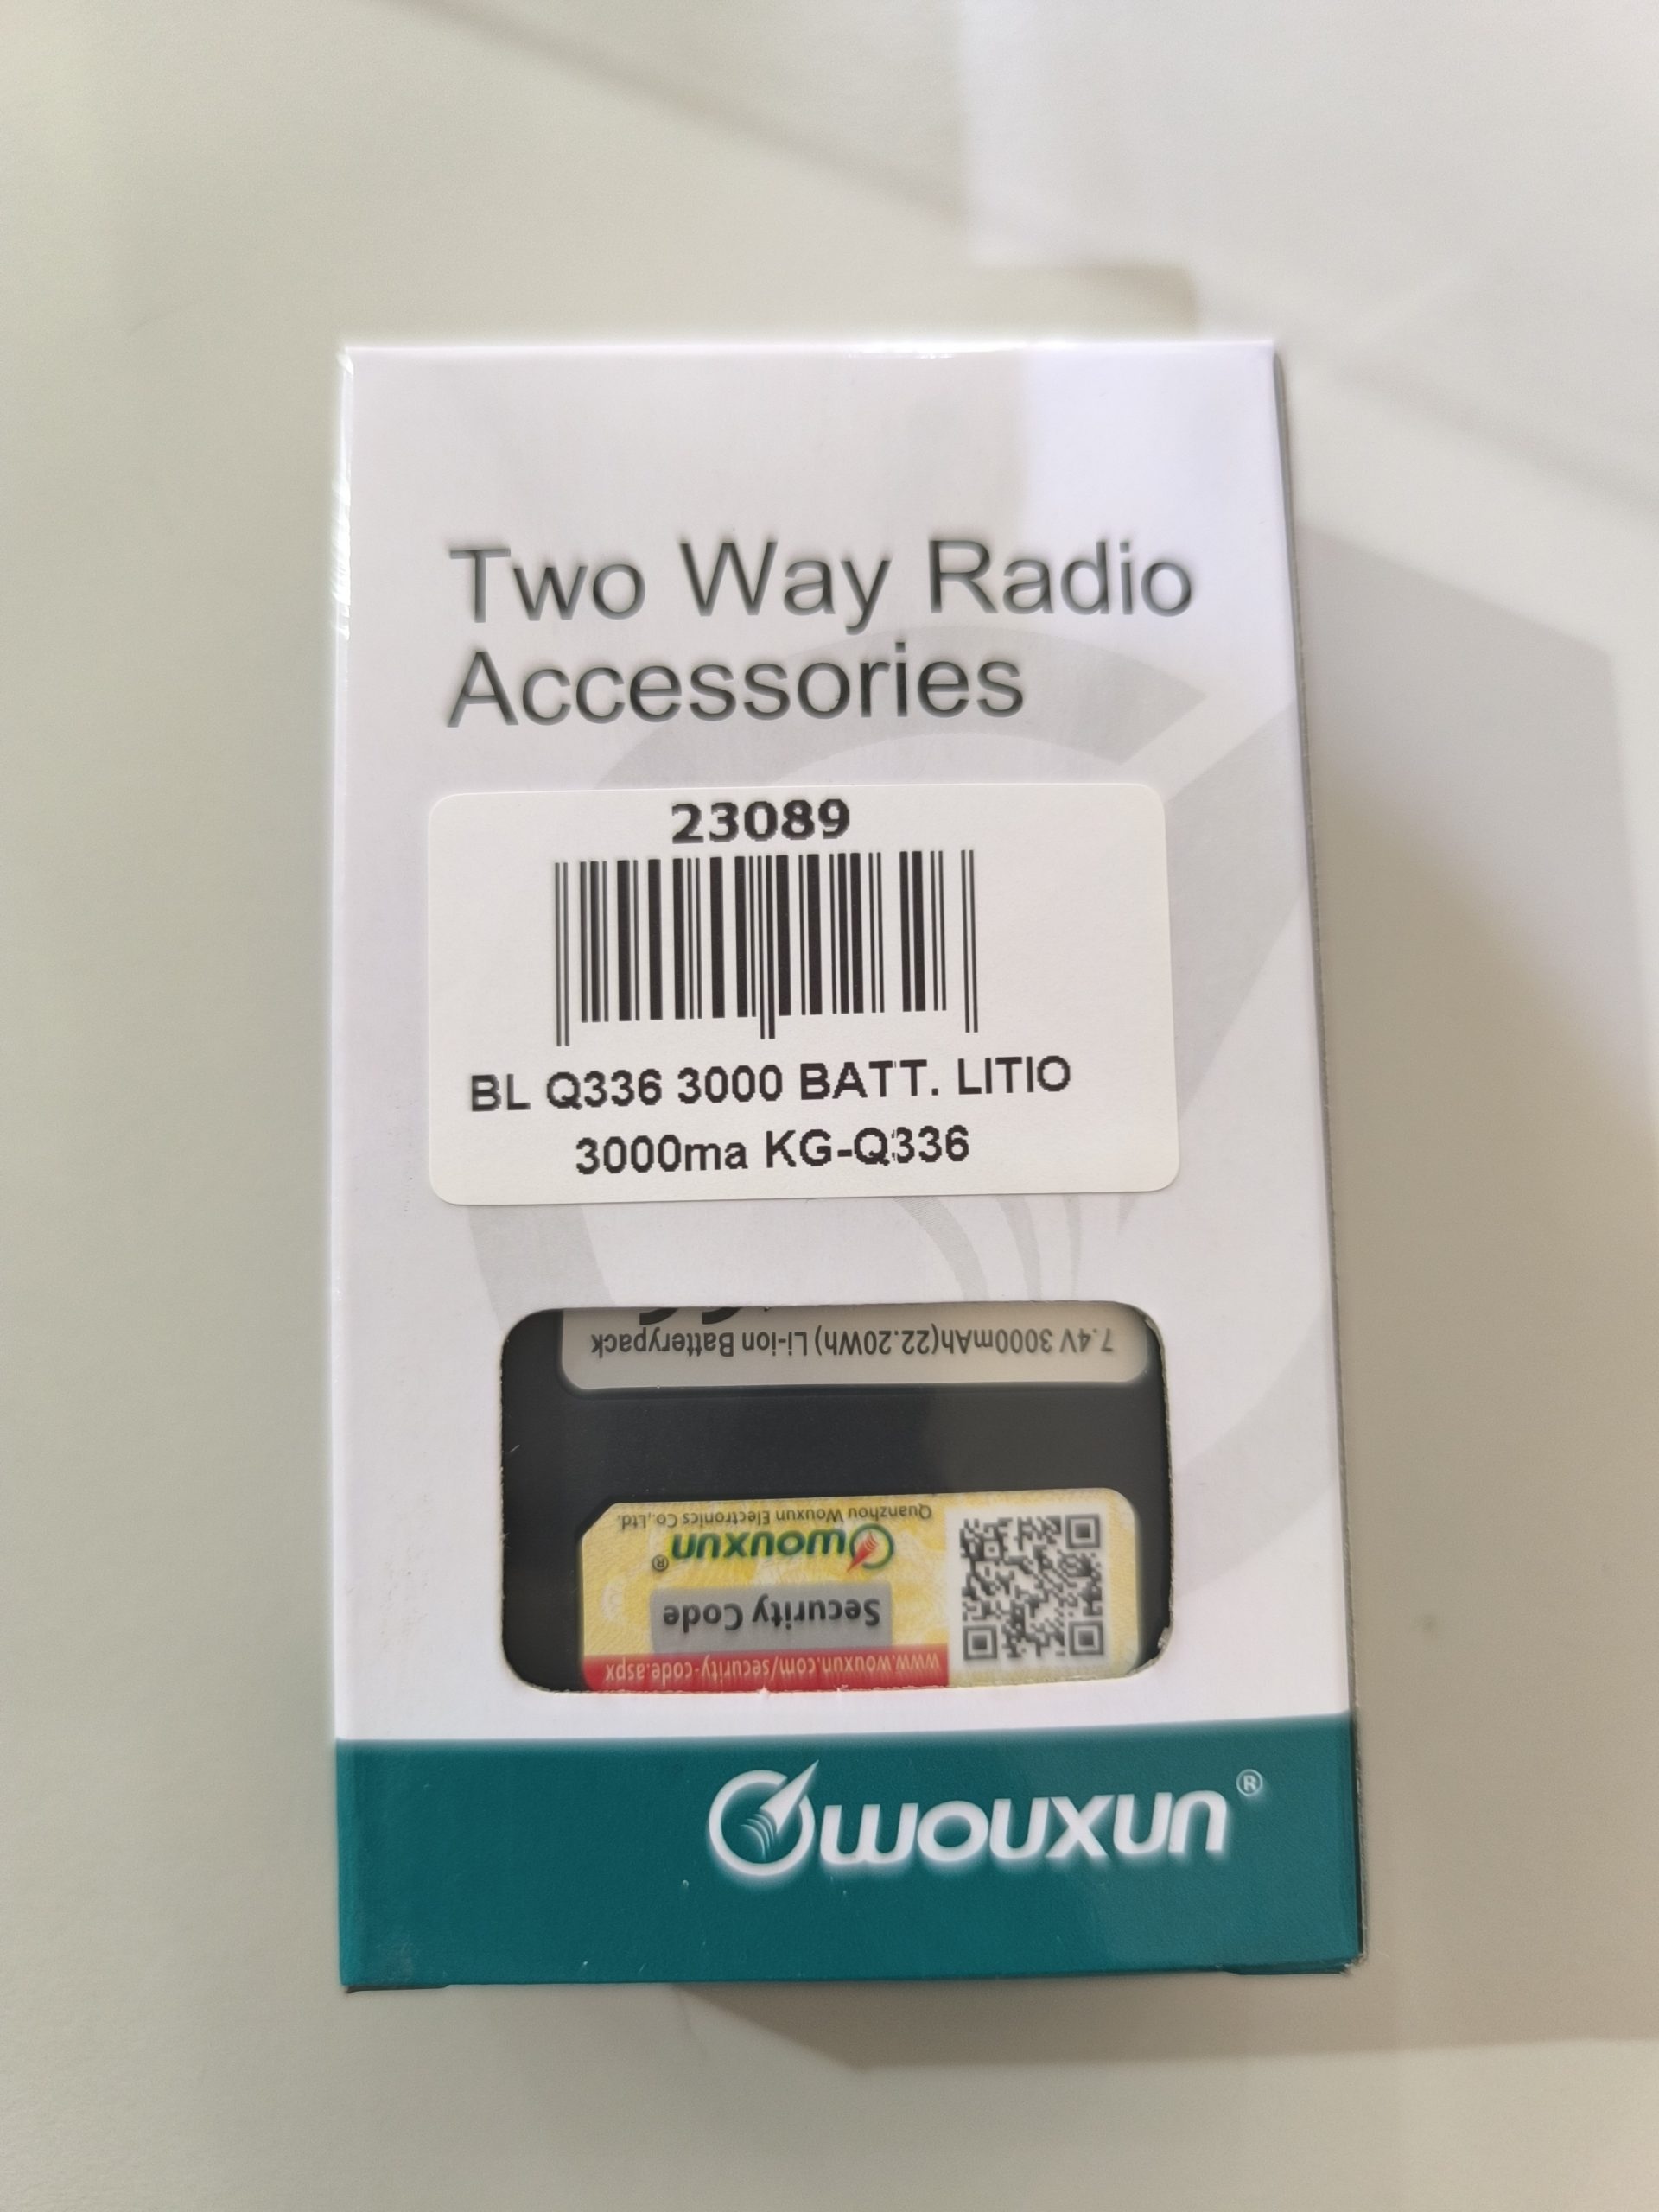 Two Way Radio
Accessories
23089
BL Q336 3000 BATT. LITIO
3000ma KG-Q336
7.4V 3000mAh(22.20Wh) Li-ion Batterypack
www.wouxun.com/security-code.aspx
Security Code
wouxun®
Quanzhou Wouxun Electronics Co.,Ltd.
wouxun®